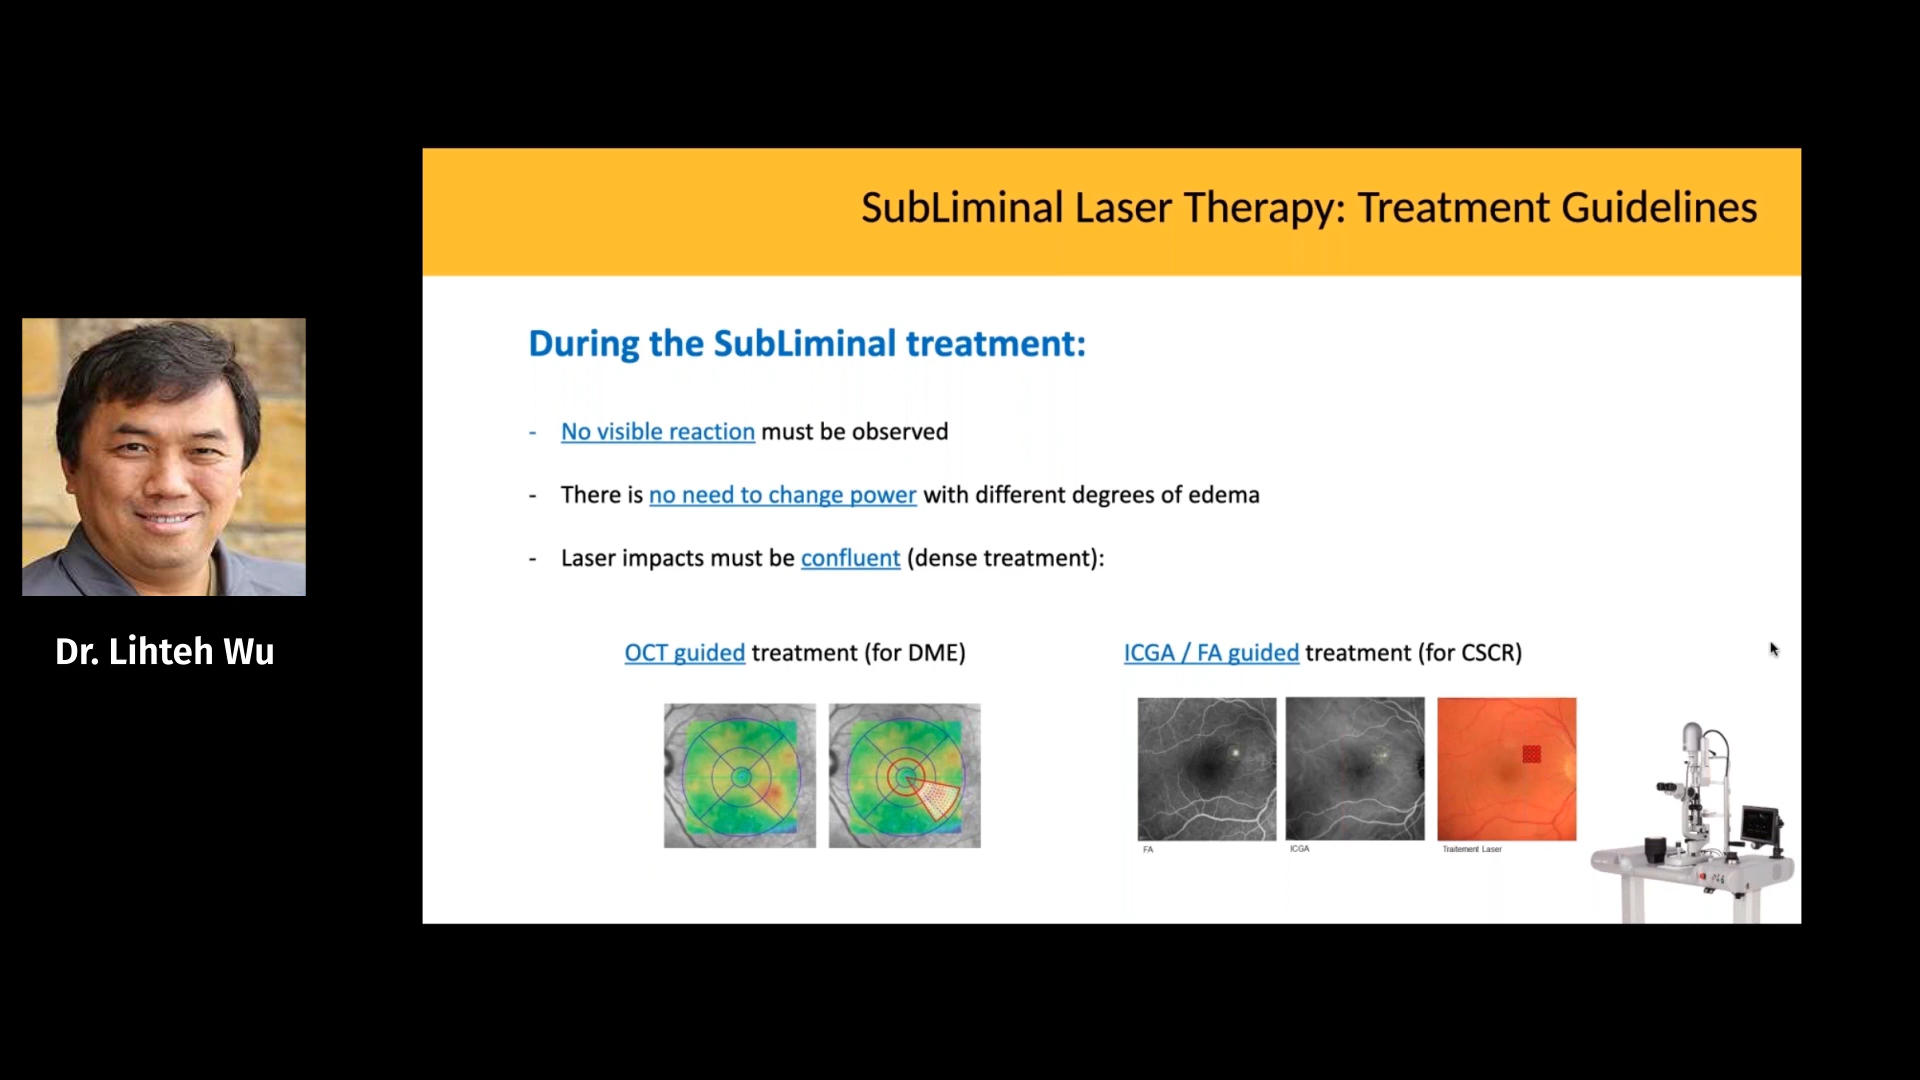 SubLiminal Laser Therapy: Treatment Guidelines
During the SubLiminal treatment:
- No visible reaction must be observed
- There is no need to change power with different degrees of edema
- Laser impacts must be confluent (dense treatment):
OCT guided treatment (for DME)
ICGA / FA guided treatment (for CSCR)
FA
ICGA
Traitement Laser
Dr. Lihteh Wu